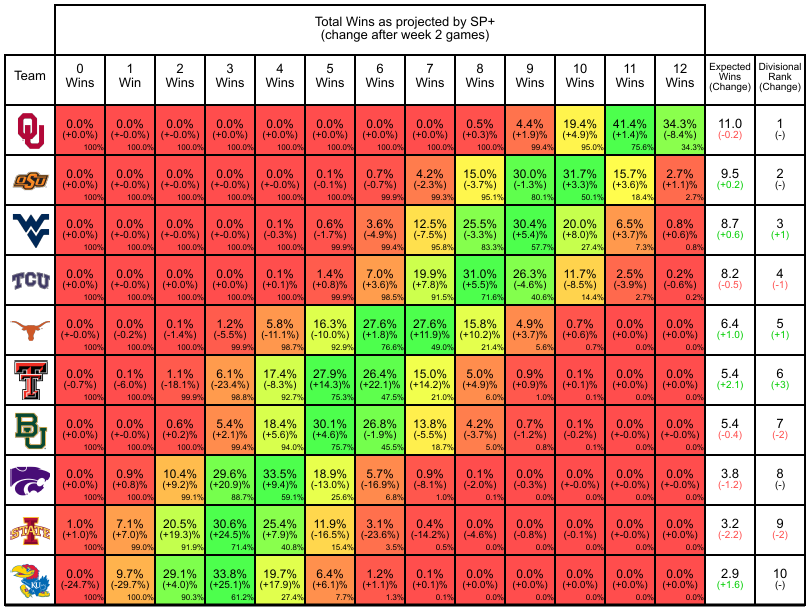 Total Wins as projected by SP+
(change after week 2 games)
Team
0 Wins
1 Win
2 Wins
3 Wins
4 Wins
5 Wins
6 Wins
7 Wins
8 Wins
9 Wins
10 Wins
11 Wins
12 Wins
Expected Wins (Change)
Divisional Rank (Change)
OU
0.0% 0.0% 0.0% 0.0% 0.0% 0.0% 0.0% 0.0% 0.5% 4.4% 19.4% 41.4% 34.3% 11.0 1
(+0.0%) (+-0.0%) (+-0.0%) (+-0.0%) (+-0.0%) (+-0.0%) (+-0.0%) (+0.0%) (+0.3)% (+1.9)% (+4.9)% (+1.4)% (-8.4)% (-0.2) (-)
100% 100.0% 100.0% 100.0% 100.0% 100.0% 100.0% 100.0% 100.0% 99.4% 95.0% 75.6% 34.3%
OSU
0.0% 0.0% 0.0% 0.0% 0.0% 0.1% 0.7% 4.2% 15.0% 30.0% 31.7% 15.7% 2.7% 9.5 2
(+0.0%) (+-0.0%) (+-0.0%) (+-0.0%) (+-0.0%) (-0.1)% (-0.7)% (-2.3)% (-3.7)% (-1.3)% (+3.3)% (+3.6)% (+1.1)% (+0.2) (-)
100% 100.0% 100.0% 100.0% 100.0% 100.0% 99.9% 99.3% 95.1% 80.1% 50.1% 18.4% 2.7%
WV
0.0% 0.0% 0.0% 0.0% 0.1% 0.6% 3.6% 12.5% 25.5% 30.4% 20.0% 6.5% 0.8% 8.7 3
(+0.0%) (+0.0%) (+-0.0%) (+-0.0%) (-0.3)% (-1.7)% (-4.9)% (-7.5)% (-3.3)% (+5.4)% (+8.0)% (+3.7)% (+0.6)% (+0.6) (+1)
100% 100.0% 100.0% 100.0% 100.0% 99.9% 99.4% 95.8% 83.3% 57.7% 27.4% 7.3% 0.8%
TCU
0.0% 0.0% 0.0% 0.0% 0.1% 1.4% 7.0% 19.9% 31.0% 26.3% 11.7% 2.5% 0.2% 8.2 4
(+0.0%) (+0.0%) (+0.0%) (+0.0%) (+0.1)% (+0.8)% (+3.6)% (+7.8)% (+5.5)% (-4.6)% (-8.5)% (-3.9)% (-0.6)% (-0.5) (-1)
100% 100.0% 100.0% 100.0% 100.0% 99.9% 98.5% 91.5% 71.6% 40.6% 14.4% 2.7% 0.2%
0.0% 0.0% 0.1% 1.2% 5.8% 16.3% 27.6% 27.6% 15.8% 4.9% 0.7% 0.0% 0.0% 6.4 5
(+-0.0%) (-0.2)% (-1.4)% (-5.5)% (-11.1)% (-10.0)% (+1.8)% (+11.9)% (+10.2)% (+3.7)% (+0.6)% (+0.0)% (+0.0%) (+1.0) (+1)
100% 100.0% 100.0% 99.9% 98.7% 92.9% 76.6% 49.0% 21.4% 5.6% 0.7% 0.0% 0.0%
T
0.0% 0.1% 1.1% 6.1% 17.4% 27.9% 26.4% 15.0% 5.0% 0.9% 0.1% 0.0% 0.0% 5.4 6
(-0.7%) (-6.0)% (-18.1)% (-23.4)% (-8.3)% (+14.3)% (+22.1)% (+14.2)% (+4.9)% (+0.9)% (+0.1)% (+0.0)% (+0.0%) (+2.1) (+3)
100% 100.0% 99.9% 98.8% 92.7% 75.3% 47.5% 21.0% 6.0% 1.0% 0.1% 0.0% 0.0%
BU
0.0% 0.0% 0.6% 5.4% 18.4% 30.1% 26.8% 13.8% 4.2% 0.7% 0.1% 0.0% 0.0% 5.4 7
(+0.0%) (+-0.0%) (+0.2)% (+2.1)% (+5.6)% (+4.6)% (-1.9)% (-5.5)% (-3.7)% (-1.2)% (-0.2)% (+-0.0)% (+0.0%) (-0.4) (-2)
100% 100.0% 100.0% 99.4% 94.0% 75.7% 45.5% 18.7% 5.0% 0.8% 0.1% 0.0% 0.0%
0.0% 0.9% 10.4% 29.6% 33.5% 18.9% 5.7% 0.9% 0.1% 0.0% 0.0% 0.0% 0.0% 3.8 8
(+0.0%) (+0.8)% (+9.2)% (+20.9)% (+9.4)% (-13.0)% (-16.9)% (-8.1)% (-2.0)% (-0.3)% (+-0.0)% (+-0.0)% (+0.0%) (-1.2) (-)
100% 100.0% 99.1% 88.7% 59.1% 25.6% 6.8% 1.0% 0.1% 0.0% 0.0% 0.0% 0.0%
STATE
1.0% 7.1% 20.5% 30.6% 25.4% 11.9% 3.1% 0.4% 0.0% 0.0% 0.0% 0.0% 0.0% 3.2 9
(+1.0)% (+7.0)% (+19.3)% (+24.5)% (+7.9)% (-16.5)% (-23.6)% (-14.2)% (-4.6)% (-0.8)% (-0.1)% (+-0.0)% (+0.0%) (-2.2) (-2)
100% 99.0% 91.9% 71.4% 40.8% 15.4% 3.5% 0.5% 0.0% 0.0% 0.0% 0.0% 0.0%
KU
0.0% 9.7% 29.1% 33.8% 19.7% 6.4% 1.2% 0.1% 0.0% 0.0% 0.0% 0.0% 0.0% 2.9 10
(-24.7%) (-29.7)% (+4.0)% (+25.1)% (+17.9)% (+6.1)% (+1.1)% (+0.1)% (+0.0)% (+0.0)% (+0.0)% (+0.0)% (+0.0%) (+1.6) (-)
100% 100.0% 90.3% 61.2% 27.4% 7.7% 1.3% 0.1% 0.0% 0.0% 0.0% 0.0% 0.0%